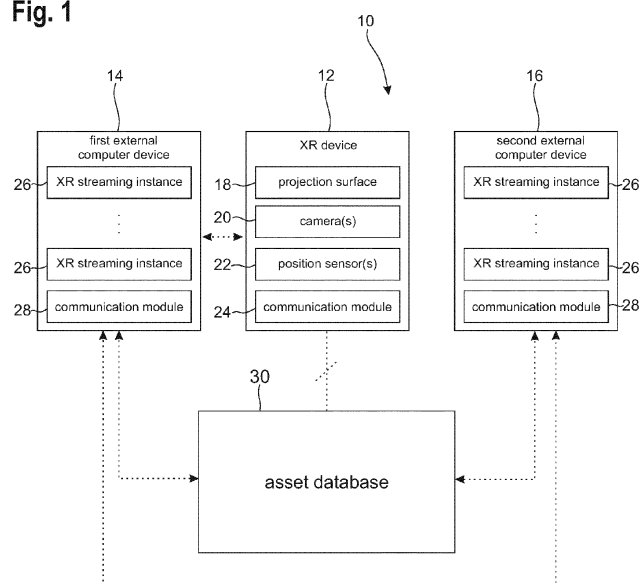 Fig. 1
10
14
12
16
first external
computer device
XR device
second external
computer device
26
XR streaming instance
18
projection surface
XR streaming instance
26
20
camera(s)
26
XR streaming instance
22
position sensor(s)
XR streaming instance
26
28
communication module
24
communication module
communication module
28
30
asset database